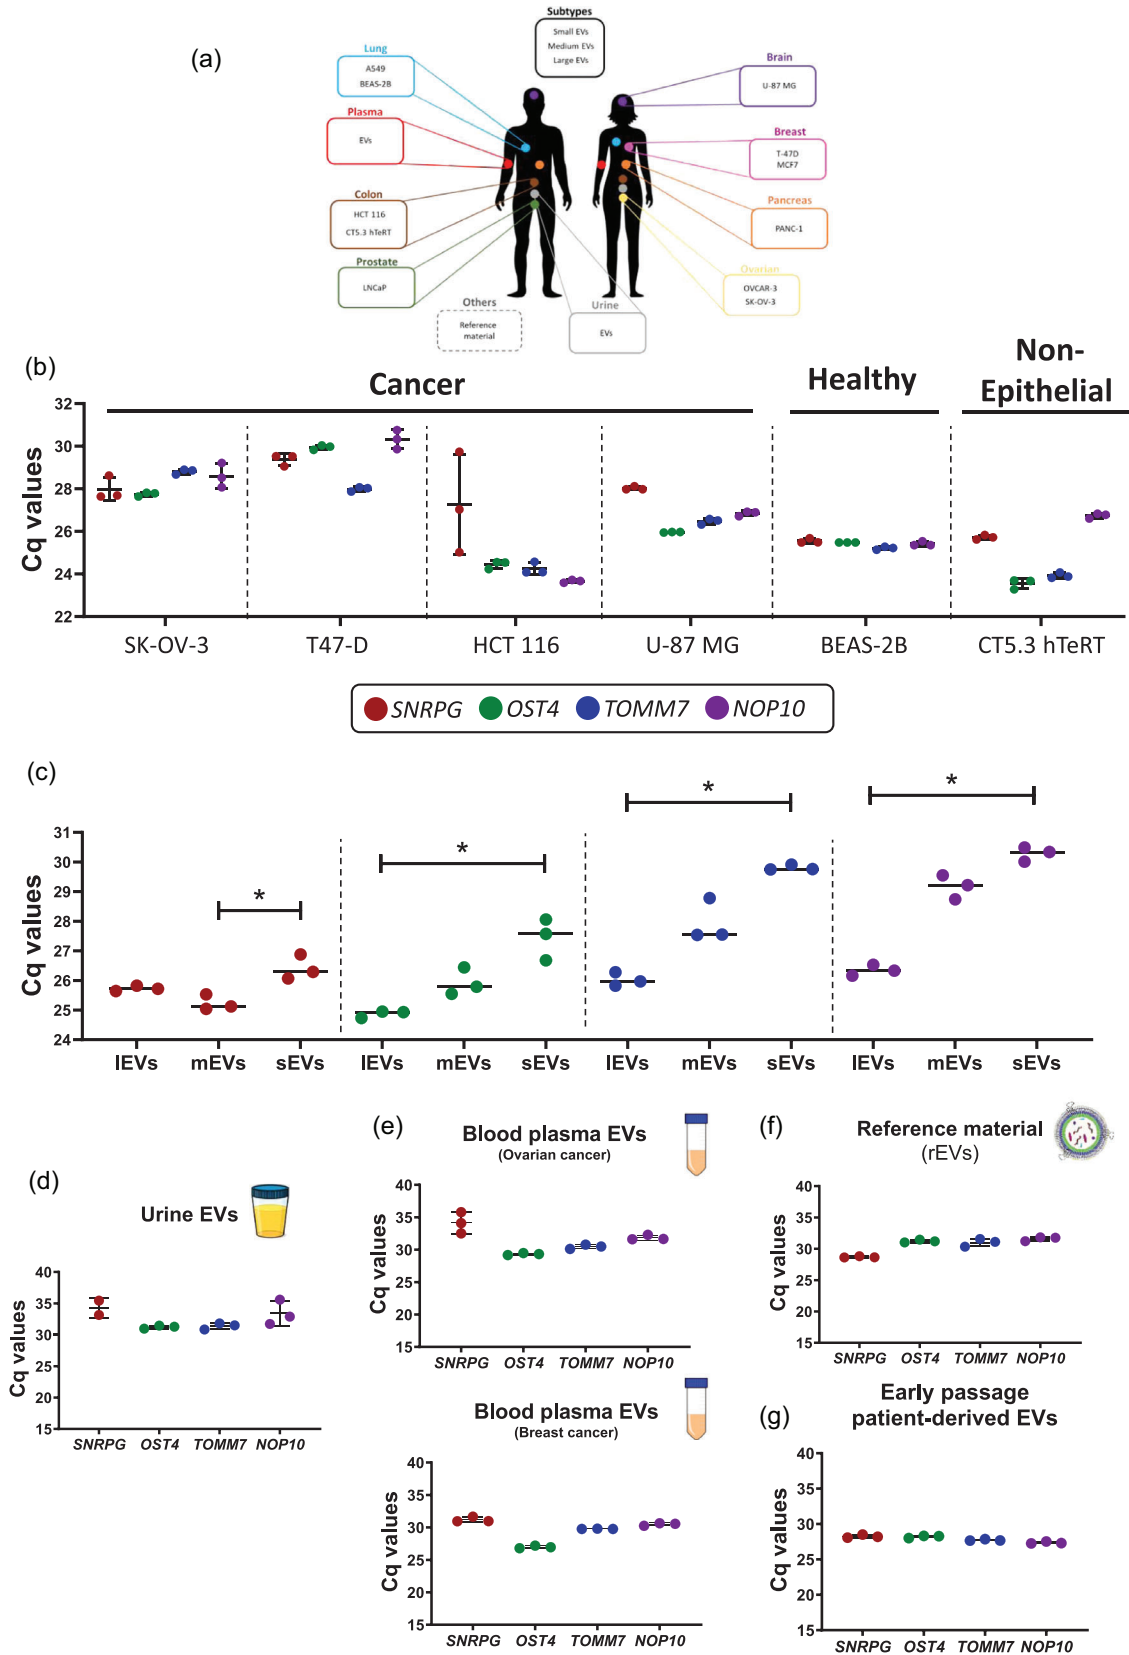 (a)
Subtypes
Small EVs
Medium EVs
Large EVs
Lung
A549
BEAS-2B
Brain
U-87 MG
Plasma
EVs
Breast
T-47D
MCF7
Colon
HCT 116
CT5.3 hTeRT
Pancreas
PANC-1
Prostate
LNCaP
Ovarian
OVCAR-3
SK-OV-3
Others
Reference
material
Urine
EVs
(b)
Cancer
Healthy
Non-
Epithelial
Cq values
32
30
28
26
24
22
SK-OV-3
T47-D
HCT 116
U-87 MG
BEAS-2B
CT5.3 hTeRT
SNRPG
OST4
TOMM7
NOP10
(c)
Cq values
31
30
29
28
27
26
25
24
*
*
*
*
lEVs
mEVs
sEVs
lEVs
mEVs
sEVs
lEVs
mEVs
sEVs
lEVs
mEVs
sEVs
(d)
Urine EVs
Cq values
40
35
30
25
20
15
SNRPG
OST4
TOMM7
NOP10
(e)
Blood plasma EVs
(Ovarian cancer)
Cq values
40
35
30
25
20
15
SNRPG
OST4
TOMM7
NOP10
Blood plasma EVs
(Breast cancer)
Cq values
40
35
30
25
20
15
SNRPG
OST4
TOMM7
NOP10
(f)
Reference material
(rEVs)
Cq values
40
35
30
25
20
15
SNRPG
OST4
TOMM7
NOP10
(g)
Early passage
patient-derived EVs
Cq values
40
35
30
25
20
15
SNRPG
OST4
TOMM7
NOP10